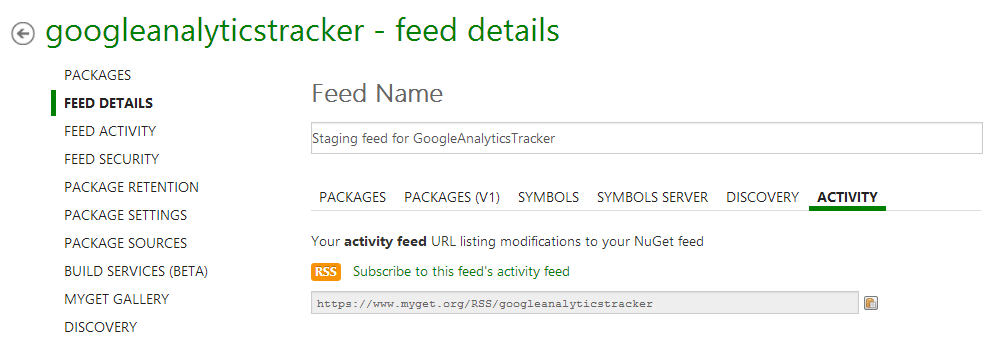 googleanalyticstracker - feed details
PACKAGES
FEED DETAILS
FEED ACTIVITY
FEED SECURITY
PACKAGE RETENTION
PACKAGE SETTINGS
PACKAGE SOURCES
BUILD SERVICES (BETA)
MYGET GALLERY
DISCOVERY
Feed Name
Staging feed for GoogleAnalyticsTracker
PACKAGES PACKAGES (V1) SYMBOLS SYMBOLS SERVER DISCOVERY ACTIVITY
Your activity feed URL listing modifications to your NuGet feed
RSS Subscribe to this feed's activity feed
https://www.myget.org/RSS/googleanalyticstracker